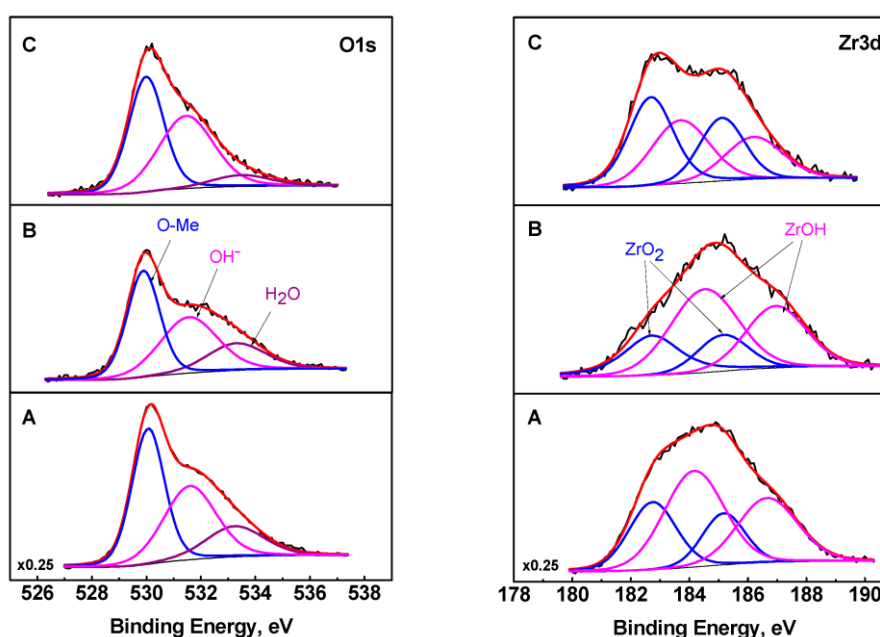 C
O1s
B
O-Me
OH⁻
H₂O
A
x0.25
526 528 530 532 534 536 538
Binding Energy, eV
C
Zr3d
B
ZrO₂
ZrOH
A
x0.25
178 180 182 184 186 188 190
Binding Energy, eV